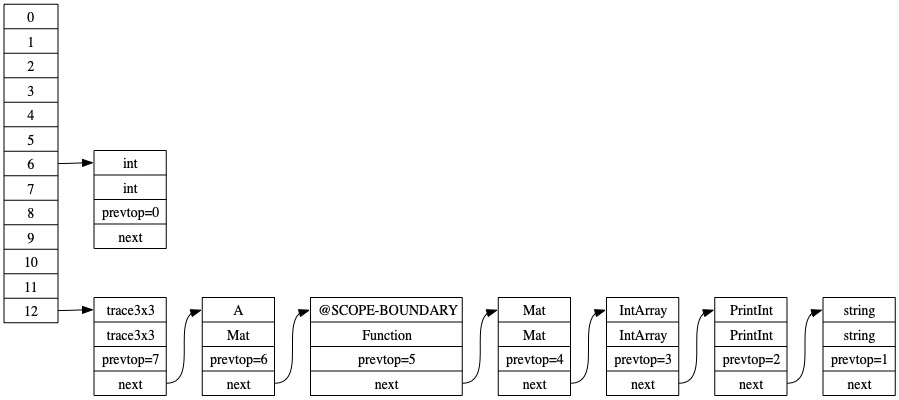 0
1
2
3
4
5
6
7
8
9
10
11
12
int
int
prevtop=0
next
trace3x3
trace3x3
prevtop=7
next
A
Mat
prevtop=6
next
@SCOPE-BOUNDARY
Function
prevtop=5
next
Mat
Mat
prevtop=4
next
IntArray
IntArray
prevtop=3
next
PrintInt
PrintInt
prevtop=2
next
string
string
prevtop=1
next